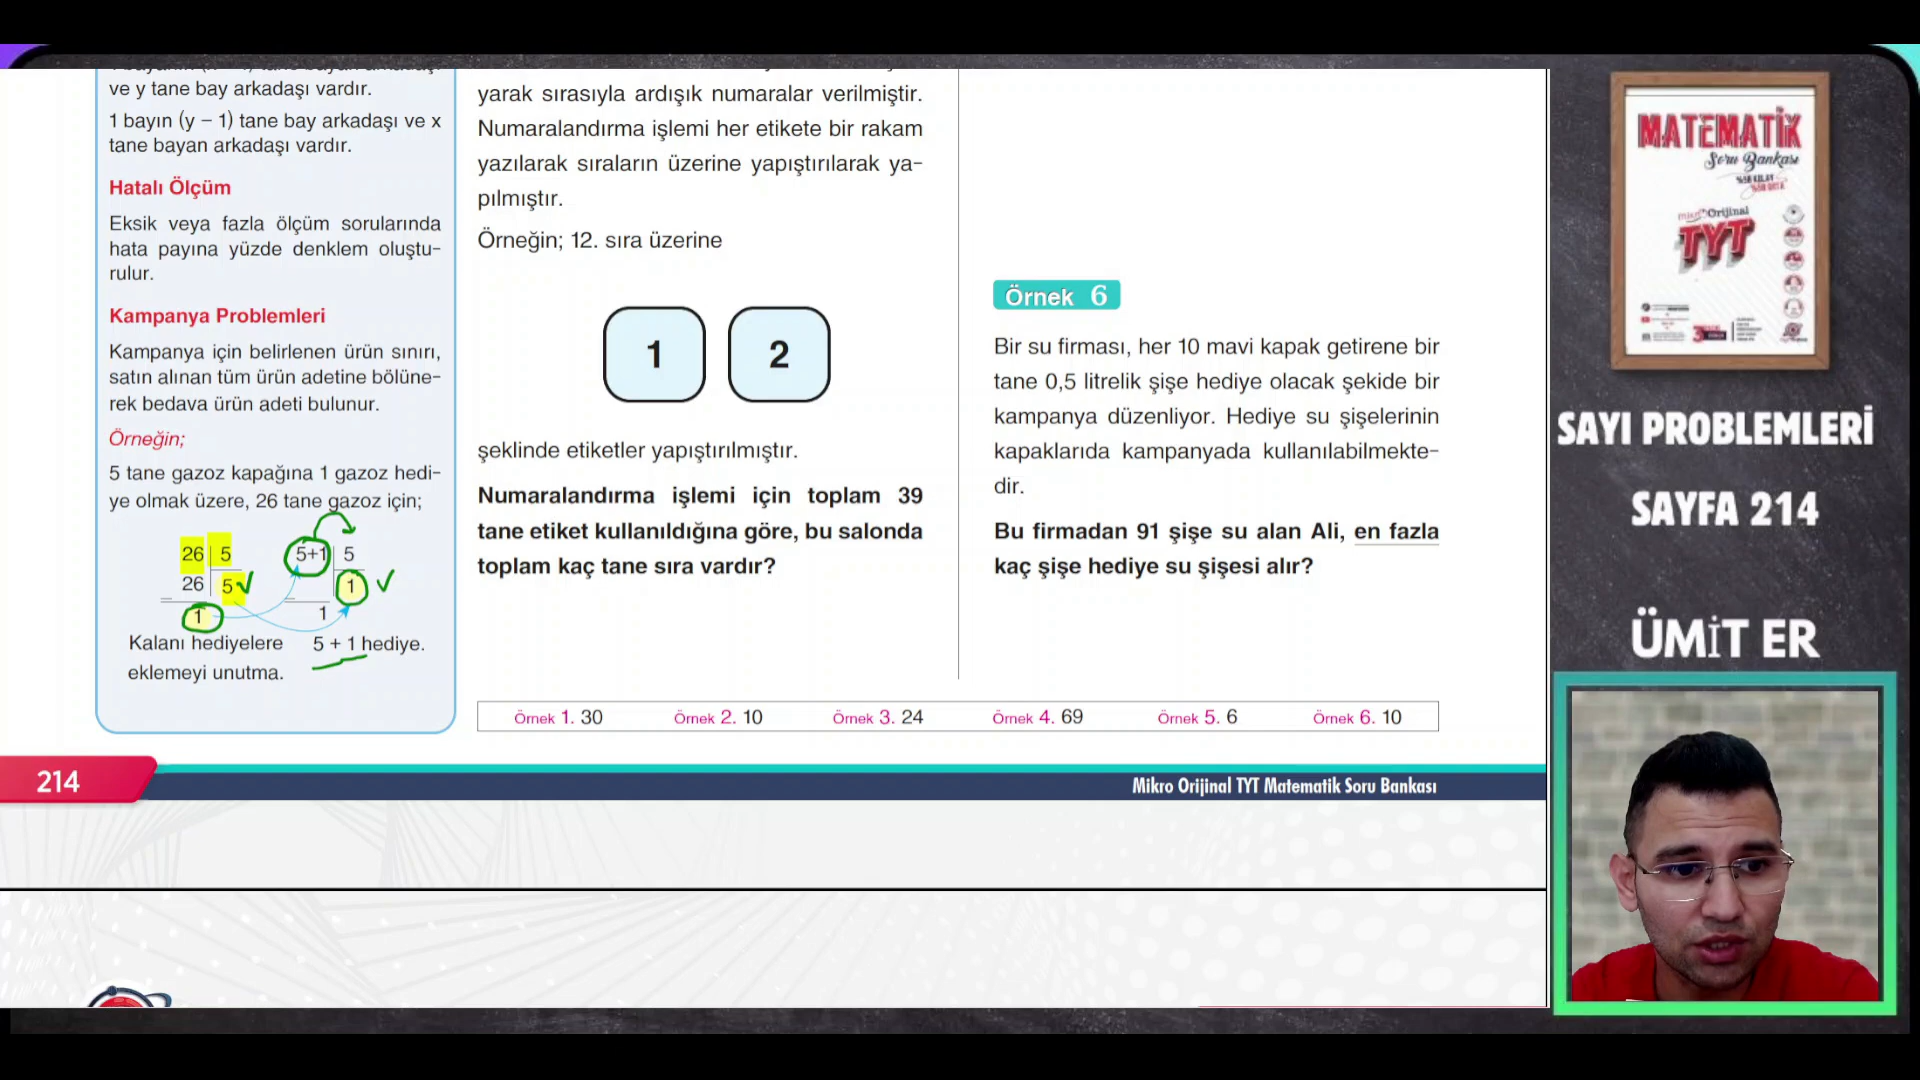 ve y tane bay arkadaşı vardır.
1 bayın (y – 1) tane bay arkadaşı ve x
tane bayan arkadaşı vardır.
Hatalı Ölçüm
Eksik veya fazla ölçüm sorularında
hata payına yüzde denklem oluştu-
rulur.
Kampanya Problemleri
Kampanya için belirlenen ürün sınırı,
satın alınan tüm ürün adetine bölüne-
rek bedava ürün adeti bulunur.
Örneğin;
5 tane gazoz kapağına 1 gazoz hedi-
ye olmak üzere, 26 tane gazoz için;
26 5 5+1 5
26 5 1
1 1
Kalanı hediyelere 5 + 1 hediye.
eklemeyi unutma.
yarak sırasıyla ardışık numaralar verilmiştir.
Numaralandırma işlemi her etikete bir rakam
yazılarak sıraların üzerine yapıştırılarak ya-
pılmıştır.
Örneğin; 12. sıra üzerine
1 2
şeklinde etiketler yapıştırılmıştır.
Numaralandırma işlemi için toplam 39
tane etiket kullanıldığına göre, bu salonda
toplam kaç tane sıra vardır?
Örnek 6
Bir su firması, her 10 mavi kapak getirene bir
tane 0,5 litrelik şişe hediye olacak şekide bir
kampanya düzenliyor. Hediye su şişelerinin
kapaklarıda kampanyada kullanılabilmekte-
dir.
Bu firmadan 91 şişe su alan Ali, en fazla
kaç şişe hediye su şişesi alır?
Örnek 1. 30 Örnek 2. 10 Örnek 3. 24 Örnek 4. 69 Örnek 5. 6 Örnek 6. 10
214
Mikro Orijinal TYT Matematik Soru Bankası
MATEMATİK
Soru Bankası
Orijinal
TYT
SAYI PROBLEMLERİ
SAYFA 214
ÜMİT ER